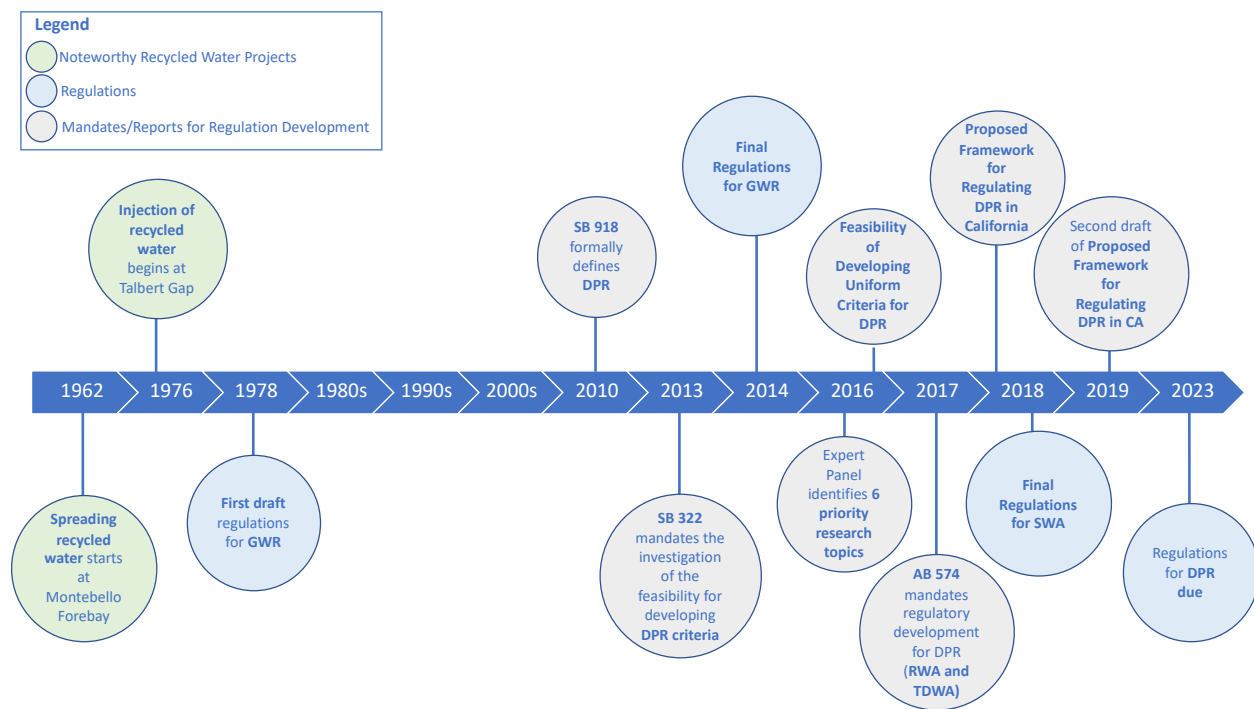 Legend
Noteworthy Recycled Water Projects
Regulations
Mandates/Reports for Regulation Development
Injection of
recycled
water
begins at
Talbert Gap
SB 918
formally
defines
DPR
Final
Regulations
for GWR
Feasibility
of
Developing
Uniform
Criteria for
DPR
Proposed
Framework
for
Regulating
DPR in
California
Second draft
of Proposed
Framework
for
Regulating
DPR in CA
1962
1976
1978
1980s
1990s
2000s
2010
2013
2014
2016
2017
2018
2019
2023
Spreading
recycled
water starts
at
Montebello
Forebay
First draft
regulations
for GWR
SB 322
mandates the
investigation
of the
feasibility for
developing
DPR criteria
Expert
Panel
identifies 6
priority
research
topics
AB 574
mandates
regulatory
development
for DPR
(RWA and
TDWA)
Final
Regulations
for SWA
Regulations
for DPR
due